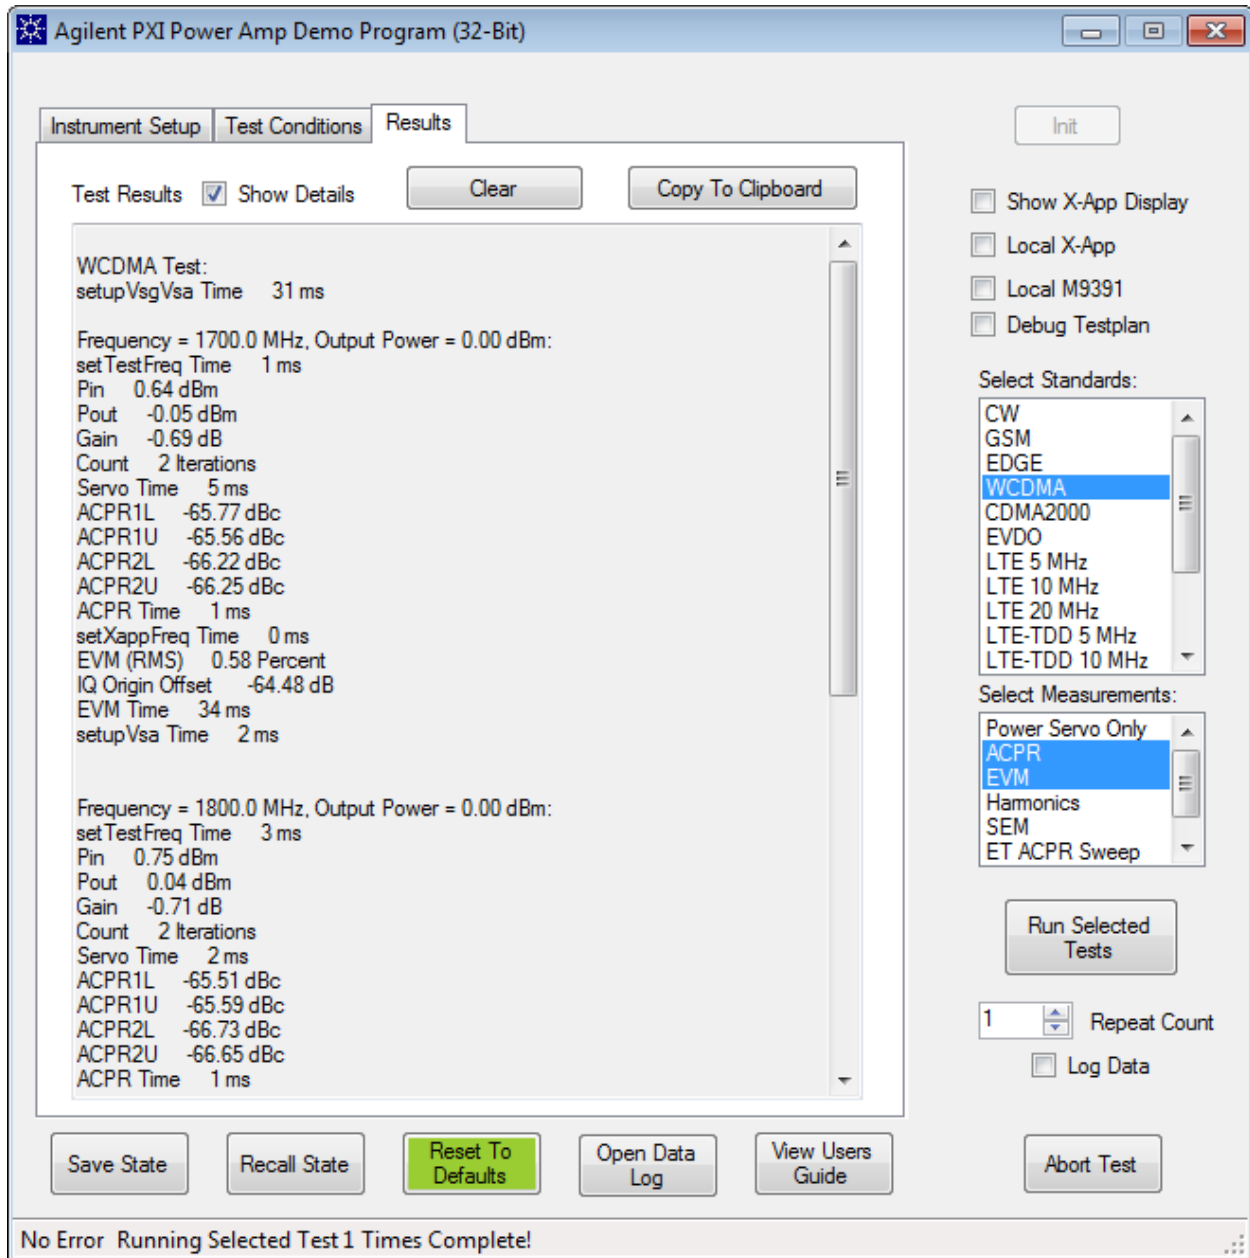 Agilent PXI Power Amp Demo Program (32-Bit)
Instrument Setup
Test Conditions
Results
Init
Test Results
Show Details
Clear
Copy To Clipboard
WCDMA Test:
setupVsgVsa Time 31 ms
Frequency = 1700.0 MHz, Output Power = 0.00 dBm:
setTestFreq Time 1 ms
Pin 0.64 dBm
Pout -0.05 dBm
Gain -0.69 dB
Count 2 Iterations
Servo Time 5 ms
ACPR1L -65.77 dBc
ACPR1U -65.56 dBc
ACPR2L -66.22 dBc
ACPR2U -66.25 dBc
ACPR Time 1 ms
setXappFreq Time 0 ms
EVM (RMS) 0.58 Percent
IQ Origin Offset -64.48 dB
EVM Time 34 ms
setupVsa Time 2 ms
Frequency = 1800.0 MHz, Output Power = 0.00 dBm:
setTestFreq Time 3 ms
Pin 0.75 dBm
Pout 0.04 dBm
Gain -0.71 dB
Count 2 Iterations
Servo Time 2 ms
ACPR1L -65.51 dBc
ACPR1U -65.59 dBc
ACPR2L -66.73 dBc
ACPR2U -66.65 dBc
ACPR Time 1 ms
Show X-App Display
Local X-App
Local M9391
Debug Testplan
Select Standards:
CW
GSM
EDGE
WCDMA
CDMA2000
EVDO
LTE 5 MHz
LTE 10 MHz
LTE 20 MHz
LTE-TDD 5 MHz
LTE-TDD 10 MHz
Select Measurements:
Power Servo Only
ACPR
EVM
Harmonics
SEM
ET ACPR Sweep
Run Selected
Tests
1 Repeat Count
Log Data
Save State
Recall State
Reset To
Defaults
Open Data
Log
View Users
Guide
Abort Test
No Error Running Selected Test 1 Times Complete!